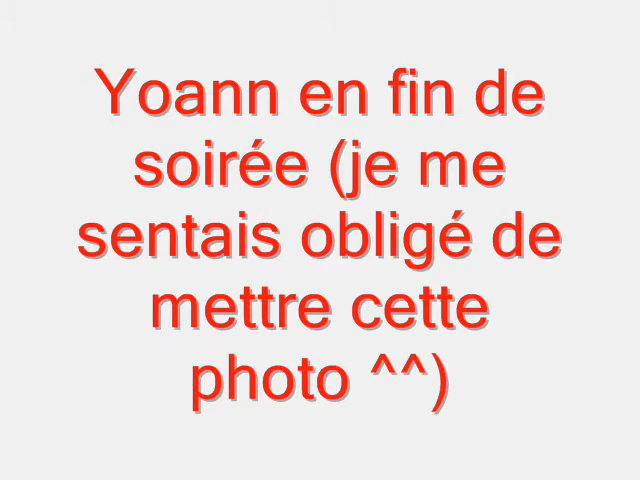 Yoann en fin de
soirée (je me
sentais obligé de
mettre cette
photo ^^)